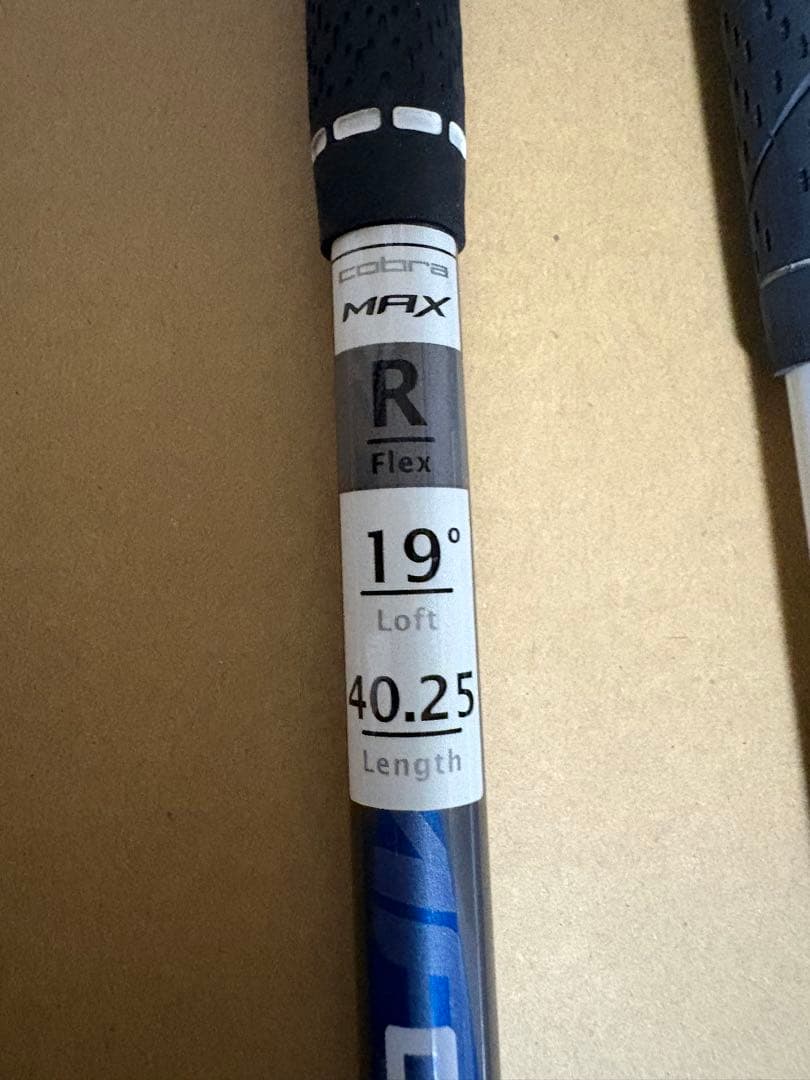 cobra
MAX
R
Flex
19°
Loft
40.25
Length